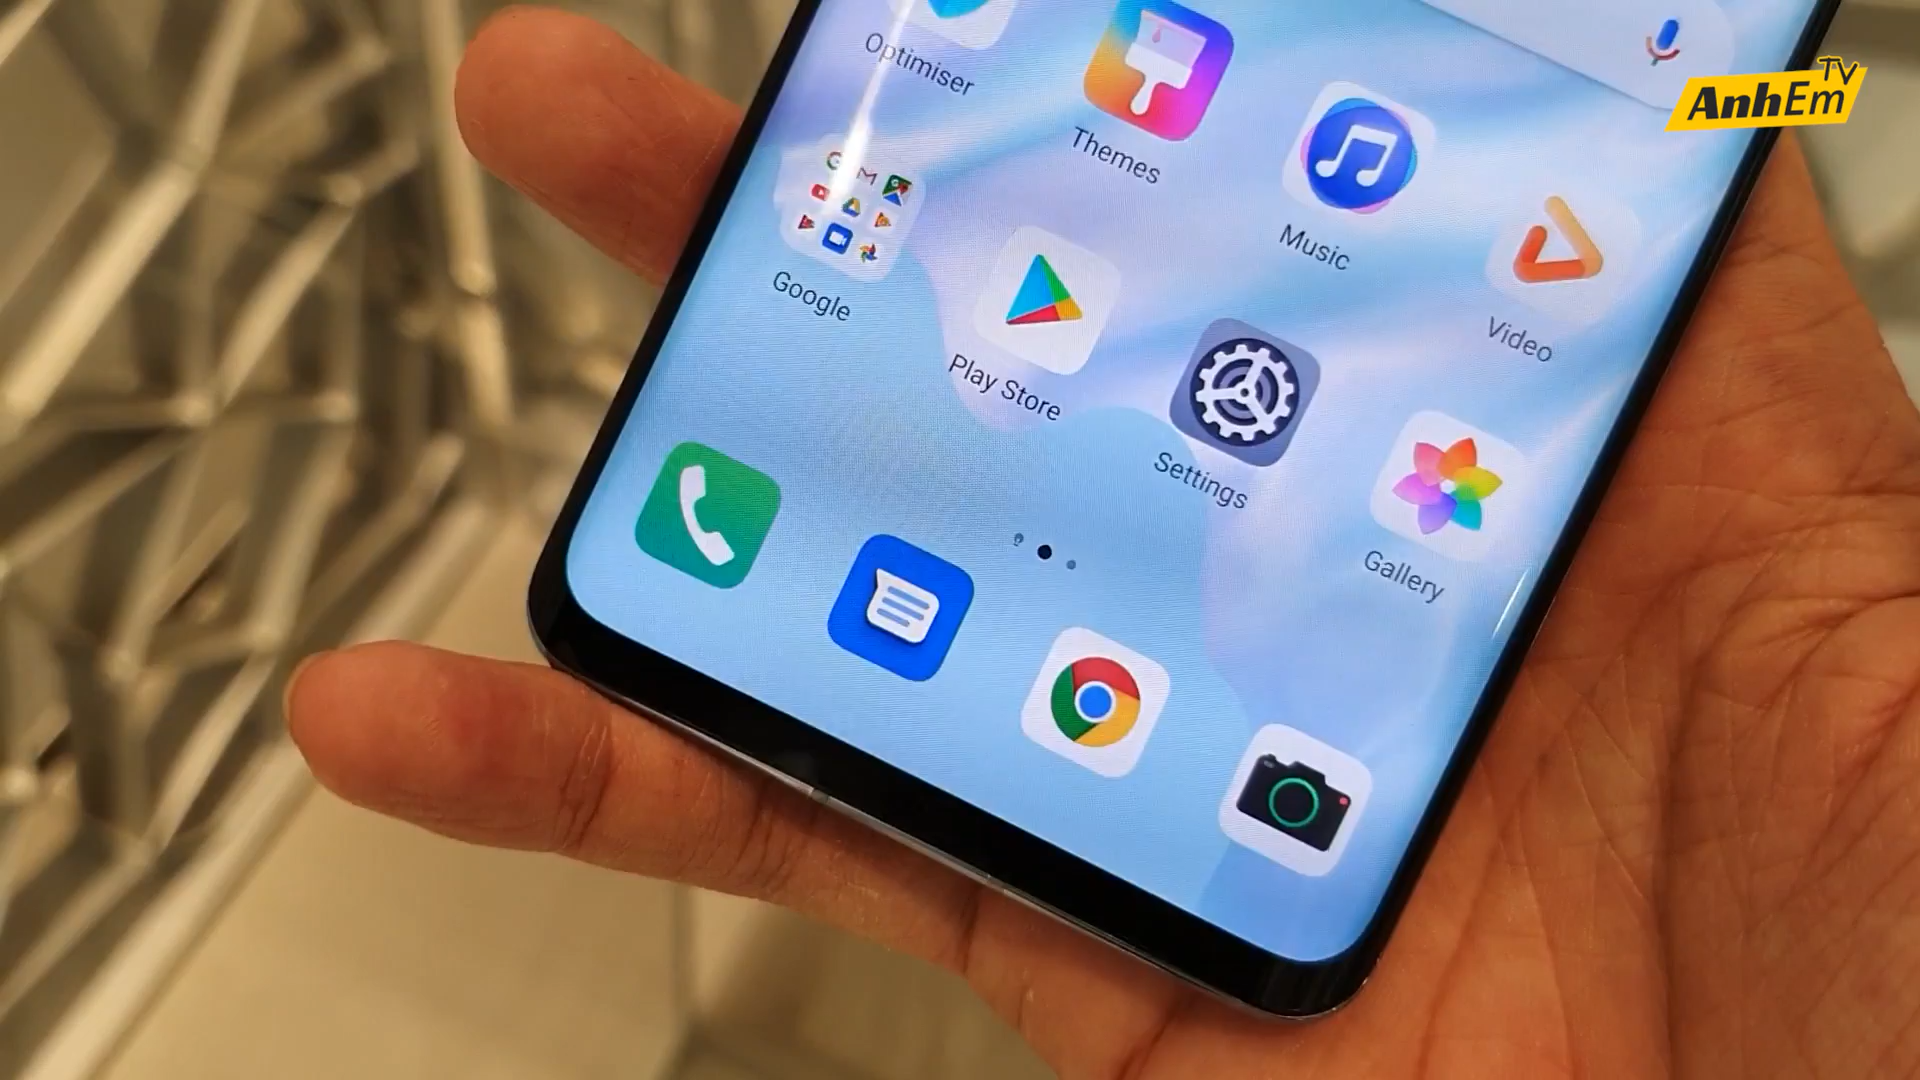 Optimiser
Themes
Music
Video
Google
Play Store
Settings
Gallery
AnhEm
TV